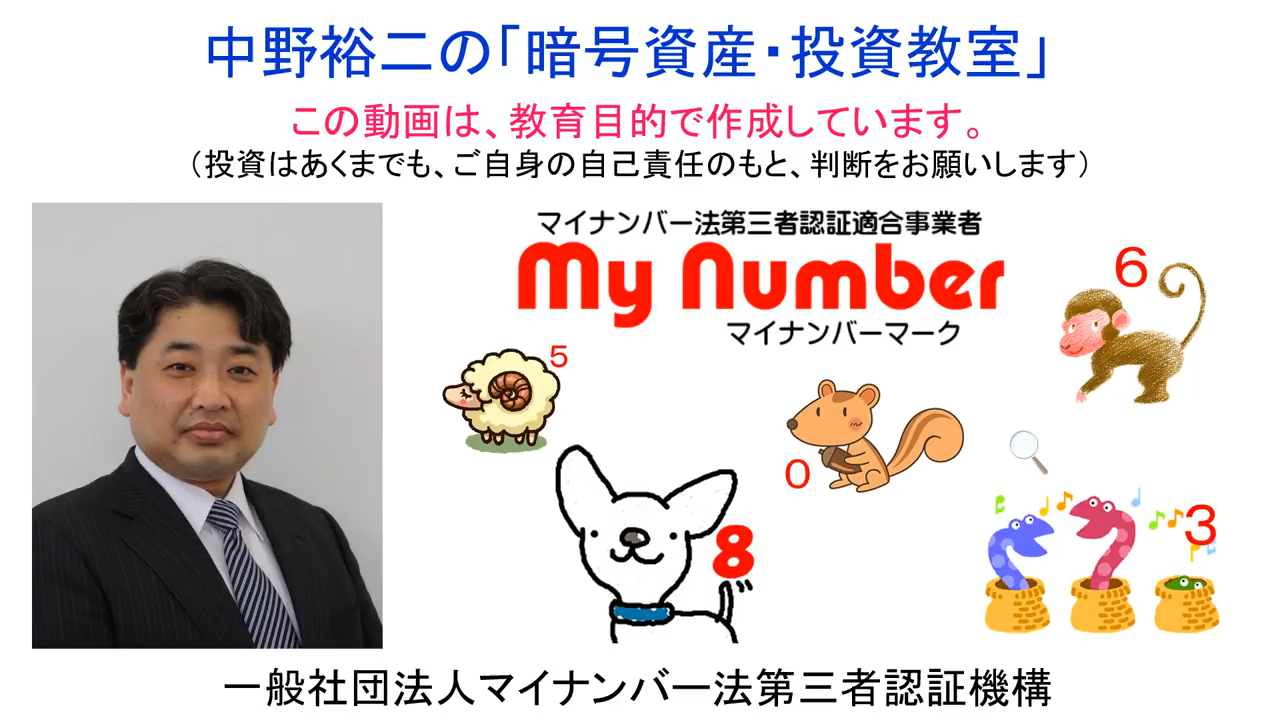 中野裕二の「暗号資産・投資教室」
この動画は、教育目的で作成しています。
（投資はあくまでも、ご自身の自己責任のもと、判断をお願いします）
マイナンバー法第三者認証適合事業者
My Number
マイナンバーマーク
6
5
0
3
8
一般社団法人マイナンバー法第三者認証機構